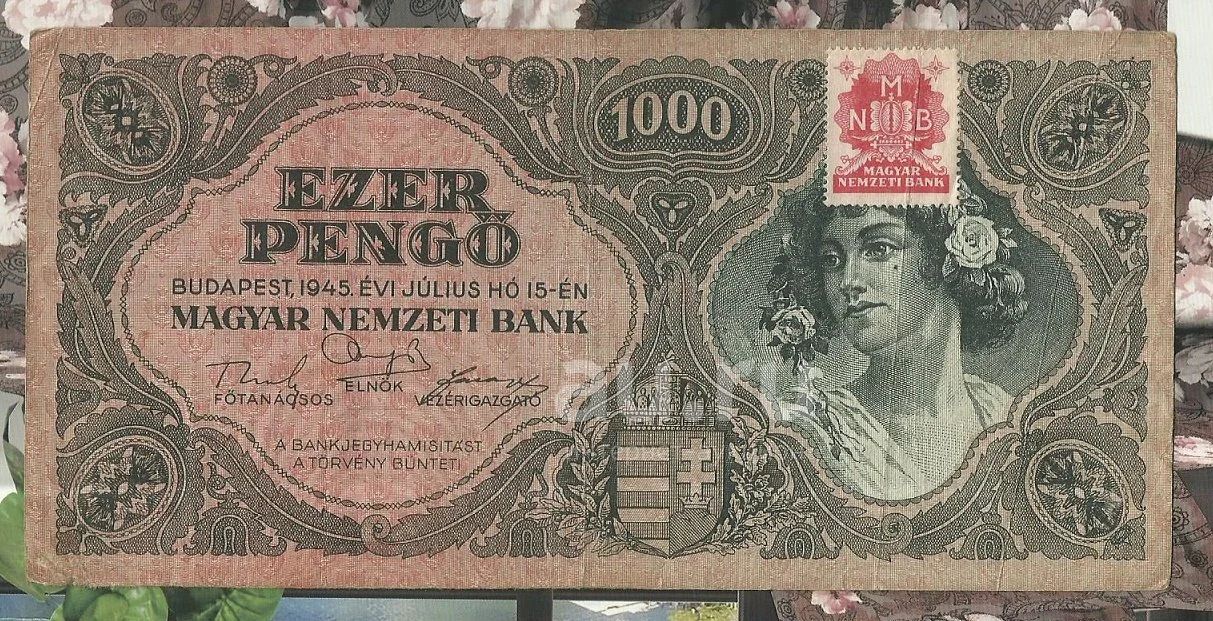 1000
M
N B
MAGYAR
NEMZETI BANK
EZER
PENGŐ
BUDAPEST, 1945. ÉVI JÚLIUS HÓ 15-ÉN
MAGYAR NEMZETI BANK
ELNÖK
FŐTANÁCSOS
VEZÉRIGAZGATÓ
A BANKJEGYHAMISITÁST
A TÖRVÉNY BÜNTETI